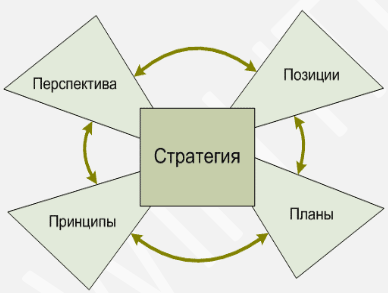 Перспектива
Позиции
Стратегия
Принципы
Планы